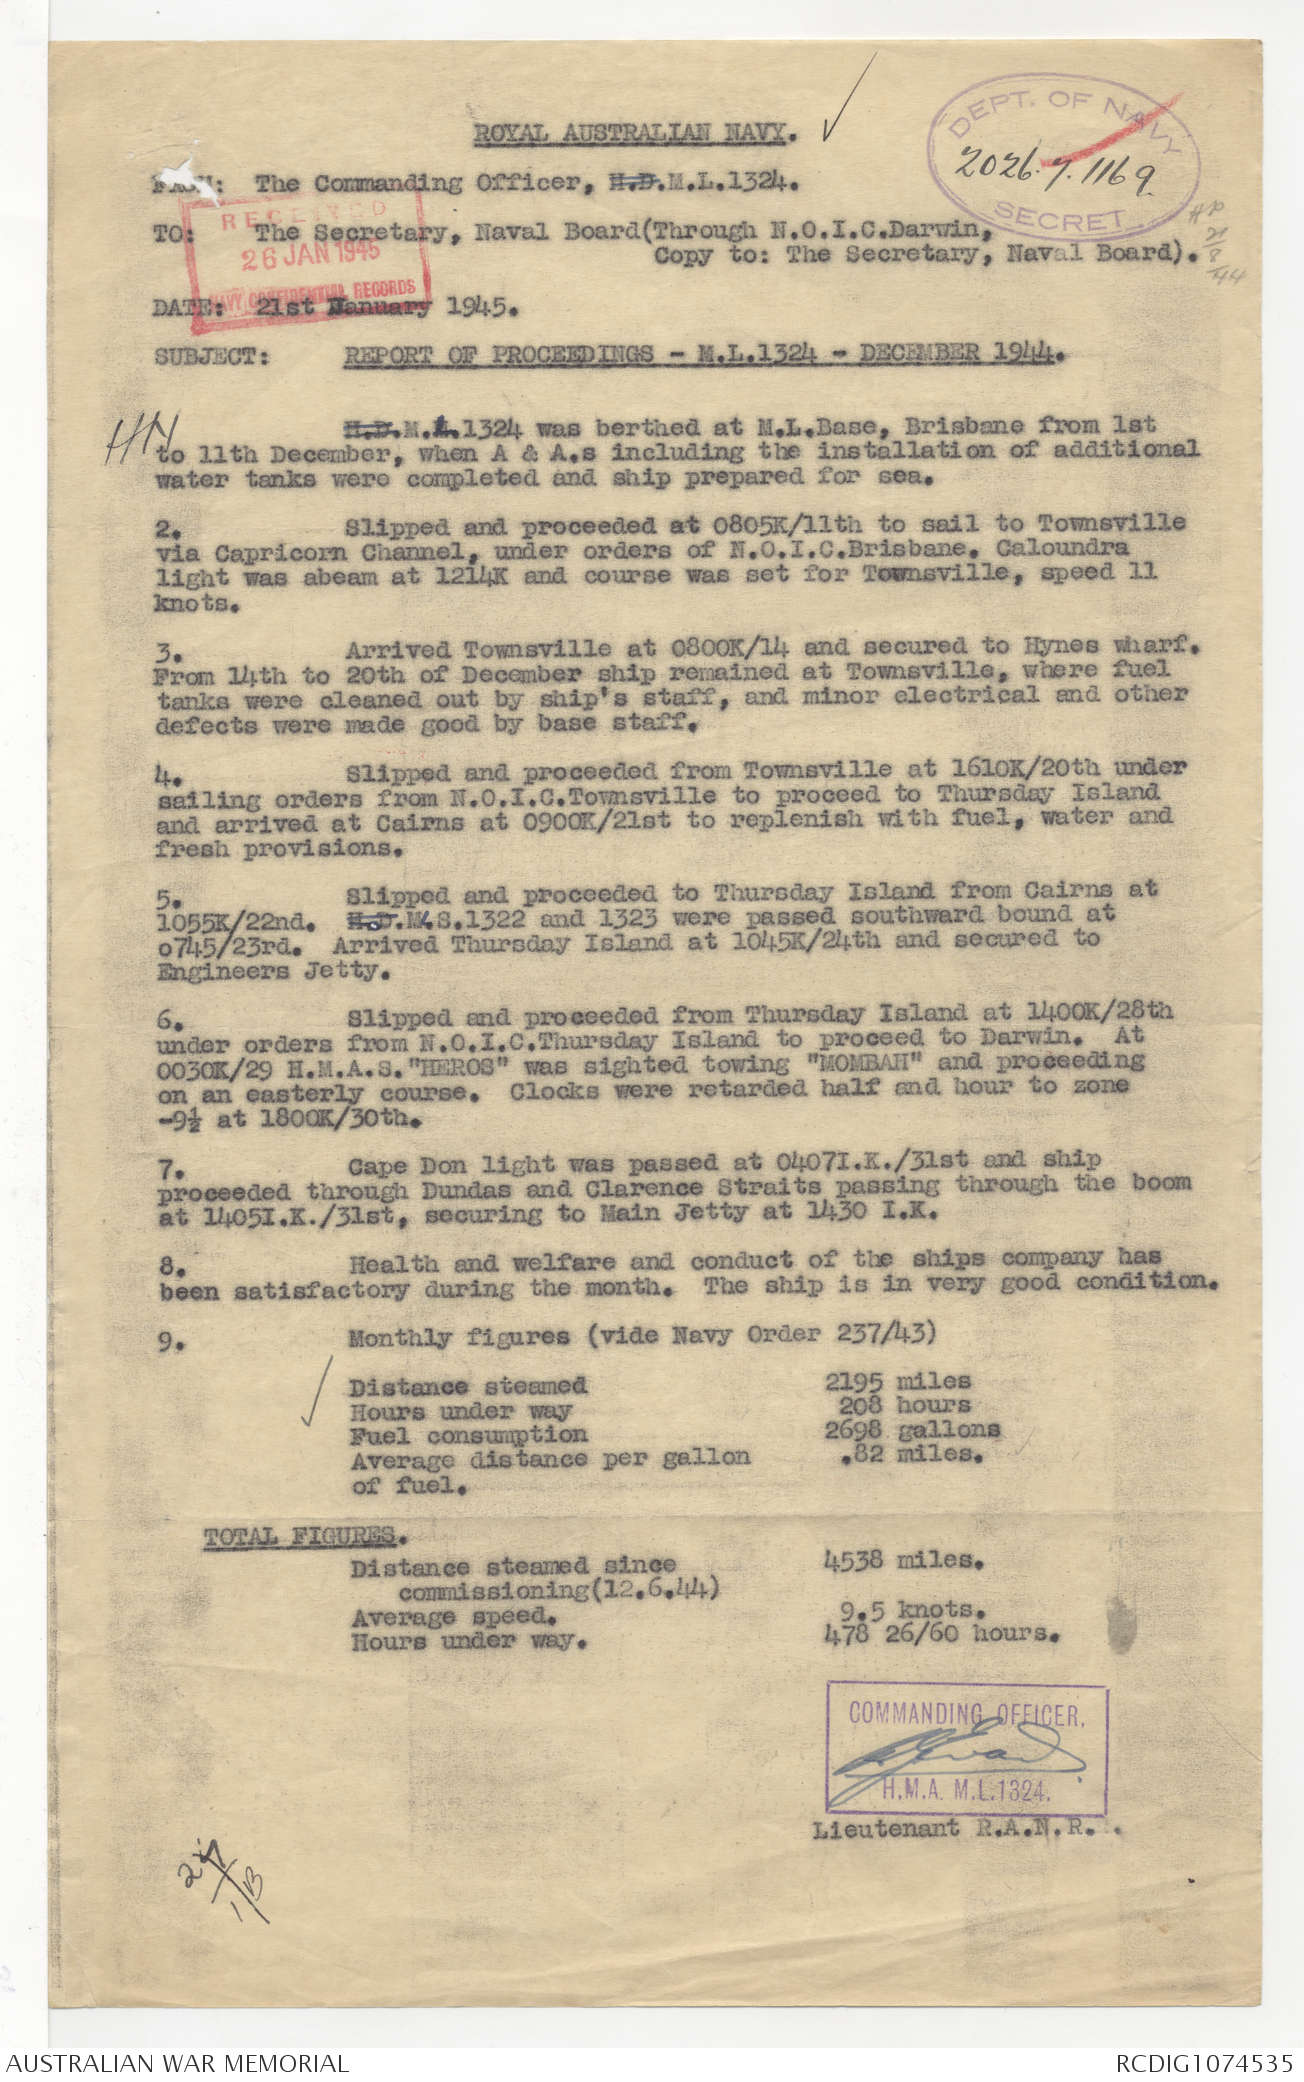 ROYAL AUSTRALIAN NAVY.
DEPT. OF NAVY
2026.7.1169.
SECRET
FROM: The Commanding Officer, H.D.M.L.1324.
RECEIVED
26 JAN 1945
NAVY CONFIDENTIAL RECORDS
TO: The Secretary, Naval Board(Through N.O.I.C.Darwin,
Copy to: The Secretary, Naval Board).
DATE: 21st January 1945.
SUBJECT: REPORT OF PROCEEDINGS - M.L.1324 - DECEMBER 1944.
H.D.M.L.1324 was berthed at M.L.Base, Brisbane from 1st
to 11th December, when A & A.s including the installation of additional
water tanks were completed and ship prepared for sea.
2. Slipped and proceeded at 0805K/11th to sail to Townsville
via Capricorn Channel, under orders of N.O.I.C.Brisbane. Caloundra
light was abeam at 1214K and course was set for Townsville, speed 11
knots.
3. Arrived Townsville at 0800K/14 and secured to Hynes wharf.
From 14th to 20th of December ship remained at Townsville, where fuel
tanks were cleaned out by ship's staff, and minor electrical and other
defects were made good by base staff.
4. Slipped and proceeded from Townsville at 1610K/20th under
sailing orders from N.O.I.C.Townsville to proceed to Thursday Island
and arrived at Cairns at 0900K/21st to replenish with fuel, water and
fresh provisions.
5. Slipped and proceeded to Thursday Island from Cairns at
1055K/22nd. H.D.M.L.S.1322 and 1323 were passed southward bound at
o745/23rd. Arrived Thursday Island at 1045K/24th and secured to
Engineers Jetty.
6. Slipped and proceeded from Thursday Island at 1400K/28th
under orders from N.O.I.C.Thursday Island to proceed to Darwin. At
0030K/29 H.M.A.S."HEROS" was sighted towing "MOMBAH" and proceeding
on an easterly course. Clocks were retarded half and hour to zone
-9½ at 1800K/30th.
7. Cape Don light was passed at 0407I.K./31st and ship
proceeded through Dundas and Clarence Straits passing through the boom
at 1405I.K./31st, securing to Main Jetty at 1430 I.K.
8. Health and welfare and conduct of the ships company has
been satisfactory during the month. The ship is in very good condition.
9. Monthly figures (vide Navy Order 237/43)
Distance steamed 2195 miles
Hours under way 208 hours
Fuel consumption 2698 gallons
Average distance per gallon .82 miles.
of fuel.
TOTAL FIGURES.
Distance steamed since 4538 miles.
commissioning(12.6.44)
Average speed. 9.5 knots.
Hours under way. 478 26/60 hours.
COMMANDING OFFICER.
H.M.A. M.L.1324.
Lieutenant R.A.N.R.
AUSTRALIAN WAR MEMORIAL
RCDIG1074535